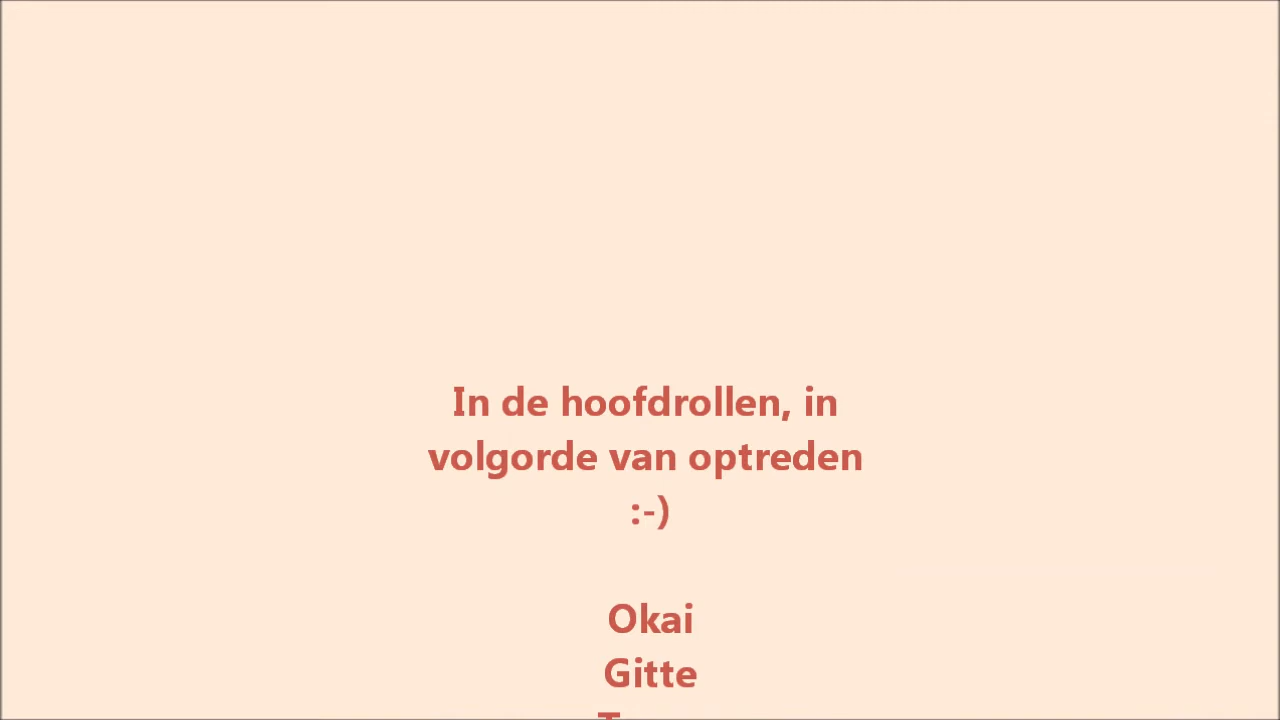 In de hoofdrollen, in
volgorde van optreden
:-)
Okai
Gitte